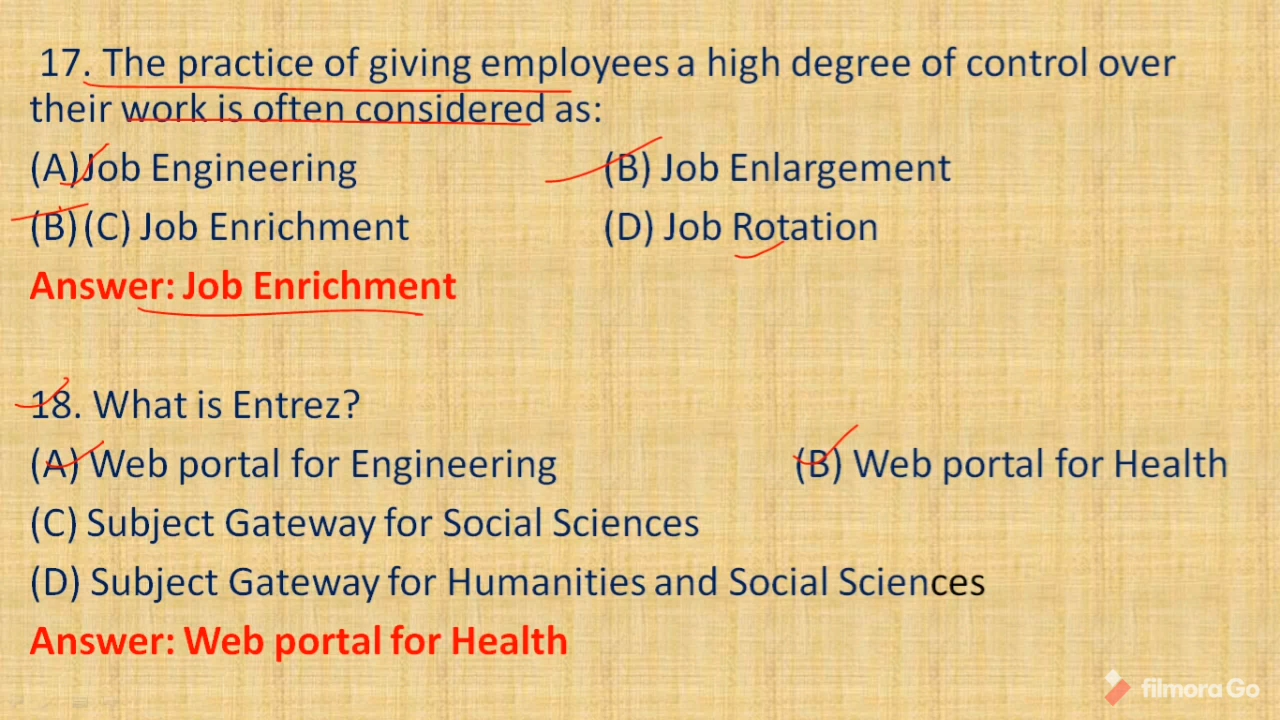 17. The practice of giving employees a high degree of control over
their work is often considered as:
(A)Job Engineering (B) Job Enlargement
(B)(C) Job Enrichment (D) Job Rotation
Answer: Job Enrichment
18. What is Entrez?
(A) Web portal for Engineering (B) Web portal for Health
(C) Subject Gateway for Social Sciences
(D) Subject Gateway for Humanities and Social Sciences
Answer: Web portal for Health
filmora Go